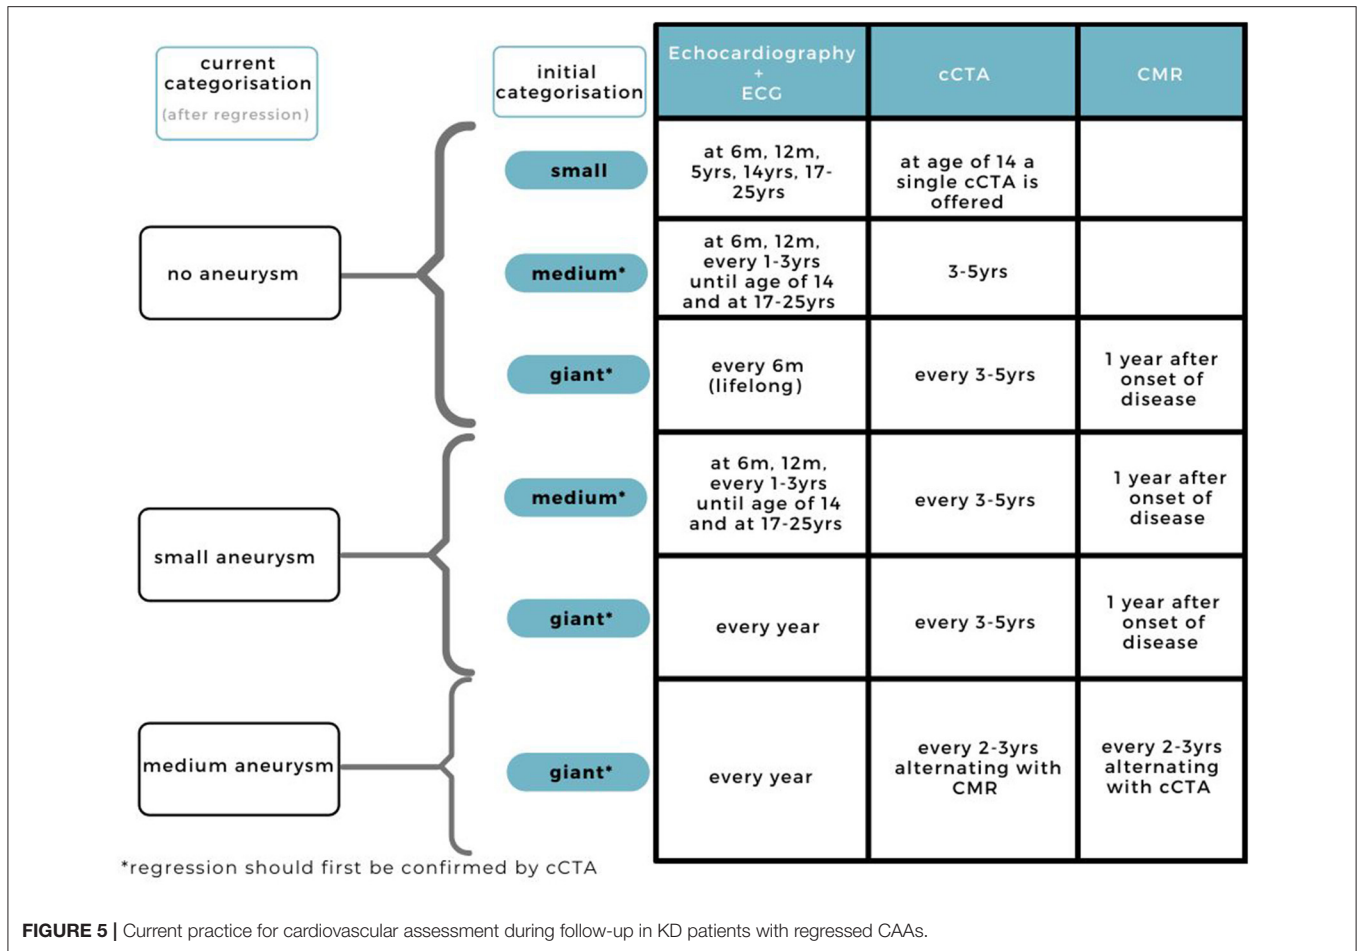 current
categorisation
(after regression)
initial
categorisation
Echocardiography
+
ECG
cCTA
CMR
no aneurysm
small
at 6m, 12m,
5yrs, 14yrs, 17-
25yrs
at age of 14 a
single cCTA is
offered
medium*
at 6m, 12m,
every 1-3yrs
until age of 14
and at 17-25yrs
3-5yrs
giant*
every 6m
(lifelong)
every 3-5yrs
1 year after
onset of
disease
small aneurysm
medium*
at 6m, 12m,
every 1-3yrs
until age of 14
and at 17-25yrs
every 3-5yrs
1 year after
onset of
disease
giant*
every year
every 3-5yrs
1 year after
onset of
disease
medium aneurysm
giant*
every year
every 2-3yrs
alternating with
CMR
every 2-3yrs
alternating
with cCTA
*regression should first be confirmed by cCTA
FIGURE 5 | Current practice for cardiovascular assessment during follow-up in KD patients with regressed CAAs.